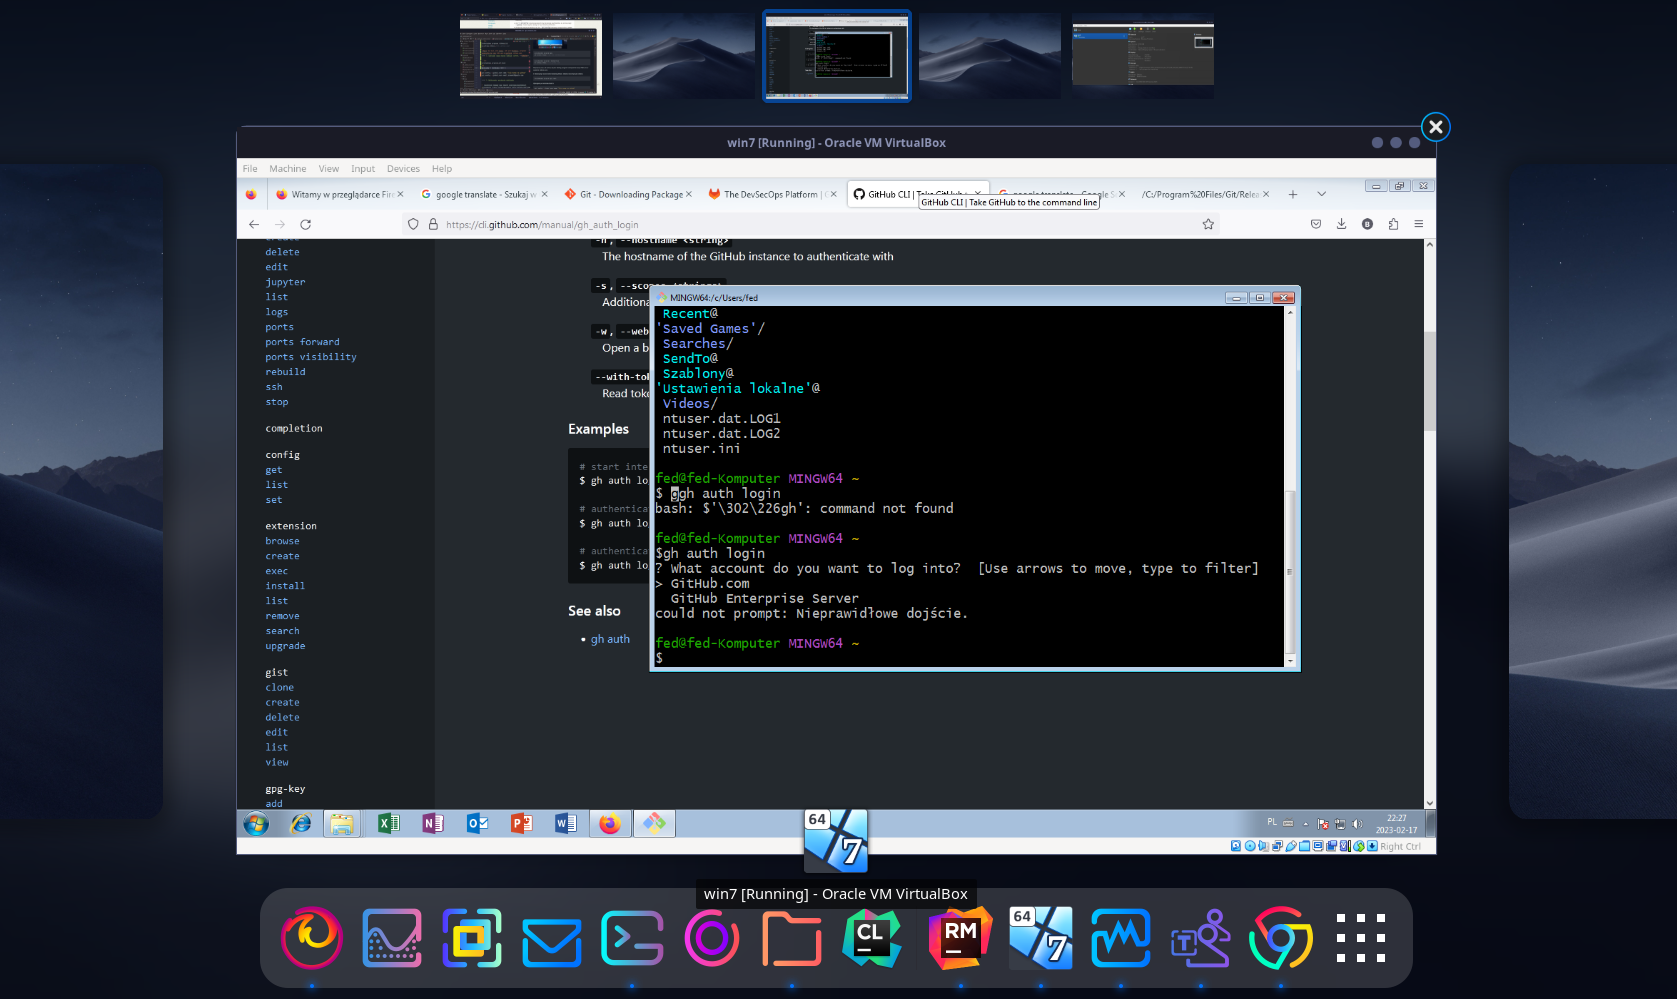 win7 [Running] - Oracle VM VirtualBox
File Machine View Input Devices Help
Witamy w przeglądarce Fire
google translate - Szukaj w
Git - Downloading Package
The DevSecOps Platform |
GitHub CLI | Take GitHub
google translate - Google S
/C:/Program%20Files/Git/Relea
GitHub CLI | Take GitHub to the command line
https://cli.github.com/manual/gh_auth_login
create
delete
edit
jupyter
list
logs
ports
ports forward
ports visibility
rebuild
ssh
stop
completion
config
get
list
set
extension
browse
create
exec
install
list
remove
search
upgrade
gist
clone
create
delete
edit
list
view
gpg-key
add
-h, --hostname <string>
The hostname of the GitHub instance to authenticate with
-s, --scopes <strings>
Additiona
-w, --web
Open a b
--with-tok
Read toke
Examples
# start inte
$ gh auth lo
# authentica
$ gh auth lo
# authentica
$ gh auth lo
See also
• gh auth
MINGW64:/c/Users/fed
Recent@
'Saved Games'/
Searches/
SendTo@
Szablony@
'Ustawienia lokalne'@
Videos/
ntuser.dat.LOG1
ntuser.dat.LOG2
ntuser.ini
fed@fed-Komputer MINGW64 ~
$ ggh auth login
bash: $'\302\226gh': command not found
fed@fed-Komputer MINGW64 ~
$gh auth login
? What account do you want to log into? [Use arrows to move, type to filter]
> GitHub.com
GitHub Enterprise Server
could not prompt: Nieprawidłowe dojście.
fed@fed-Komputer MINGW64 ~
$
PL
22:27
2023-02-17
Right Ctrl
64
7
win7 [Running] - Oracle VM VirtualBox
CL
RM
64
7
T